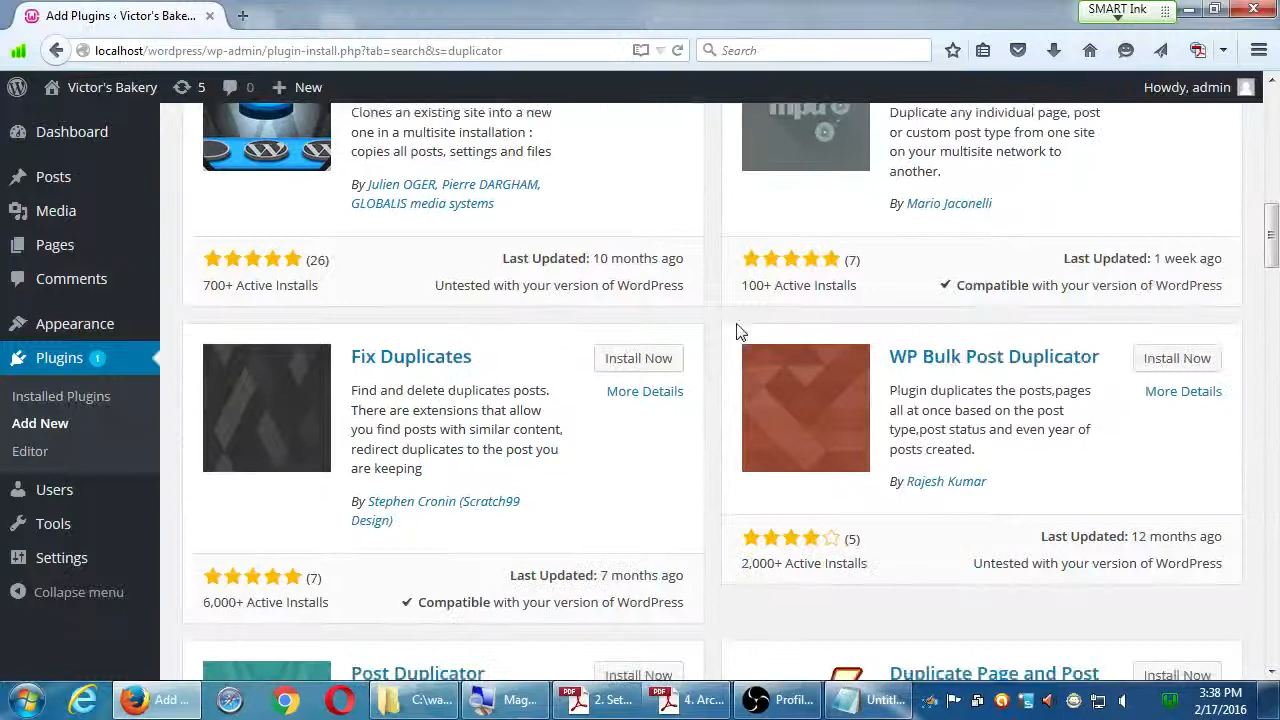 SMART Ink
Add Plugins ‹ Victor's Bake...
localhost/wordpress/wp-admin/plugin-install.php?tab=search&s=duplicator
Search
Victor's Bakery
5
0
New
Howdy, admin
Dashboard
Posts
Media
Pages
Comments
Appearance
Plugins 1
Installed Plugins
Add New
Editor
Users
Tools
Settings
Collapse menu
Clones an existing site into a new
one in a multisite installation :
copies all posts, settings and files
By Julien OGER, Pierre DARGHAM,
GLOBALIS media systems
(26)
Last Updated: 10 months ago
700+ Active Installs
Untested with your version of WordPress
Duplicate any individual page, post
or custom post type from one site
on your multisite network to
another.
By Mario Jaconelli
(7)
Last Updated: 1 week ago
100+ Active Installs
Compatible with your version of WordPress
Fix Duplicates
Install Now
More Details
Find and delete duplicates posts.
There are extensions that allow
you find posts with similar content,
redirect duplicates to the post you
are keeping
By Stephen Cronin (Scratch99
Design)
(7)
Last Updated: 7 months ago
6,000+ Active Installs
Compatible with your version of WordPress
WP Bulk Post Duplicator
Install Now
More Details
Plugin duplicates the posts,pages
all at once based on the post
type,post status and even year of
posts created.
By Rajesh Kumar
(5)
Last Updated: 12 months ago
2,000+ Active Installs
Untested with your version of WordPress
Post Duplicator
Install Now
Duplicate Page and Post
Install Now
Add ...
C:\wa...
Mag...
2. Set...
4. Arc...
Profil...
Untitl...
3:38 PM
2/17/2016